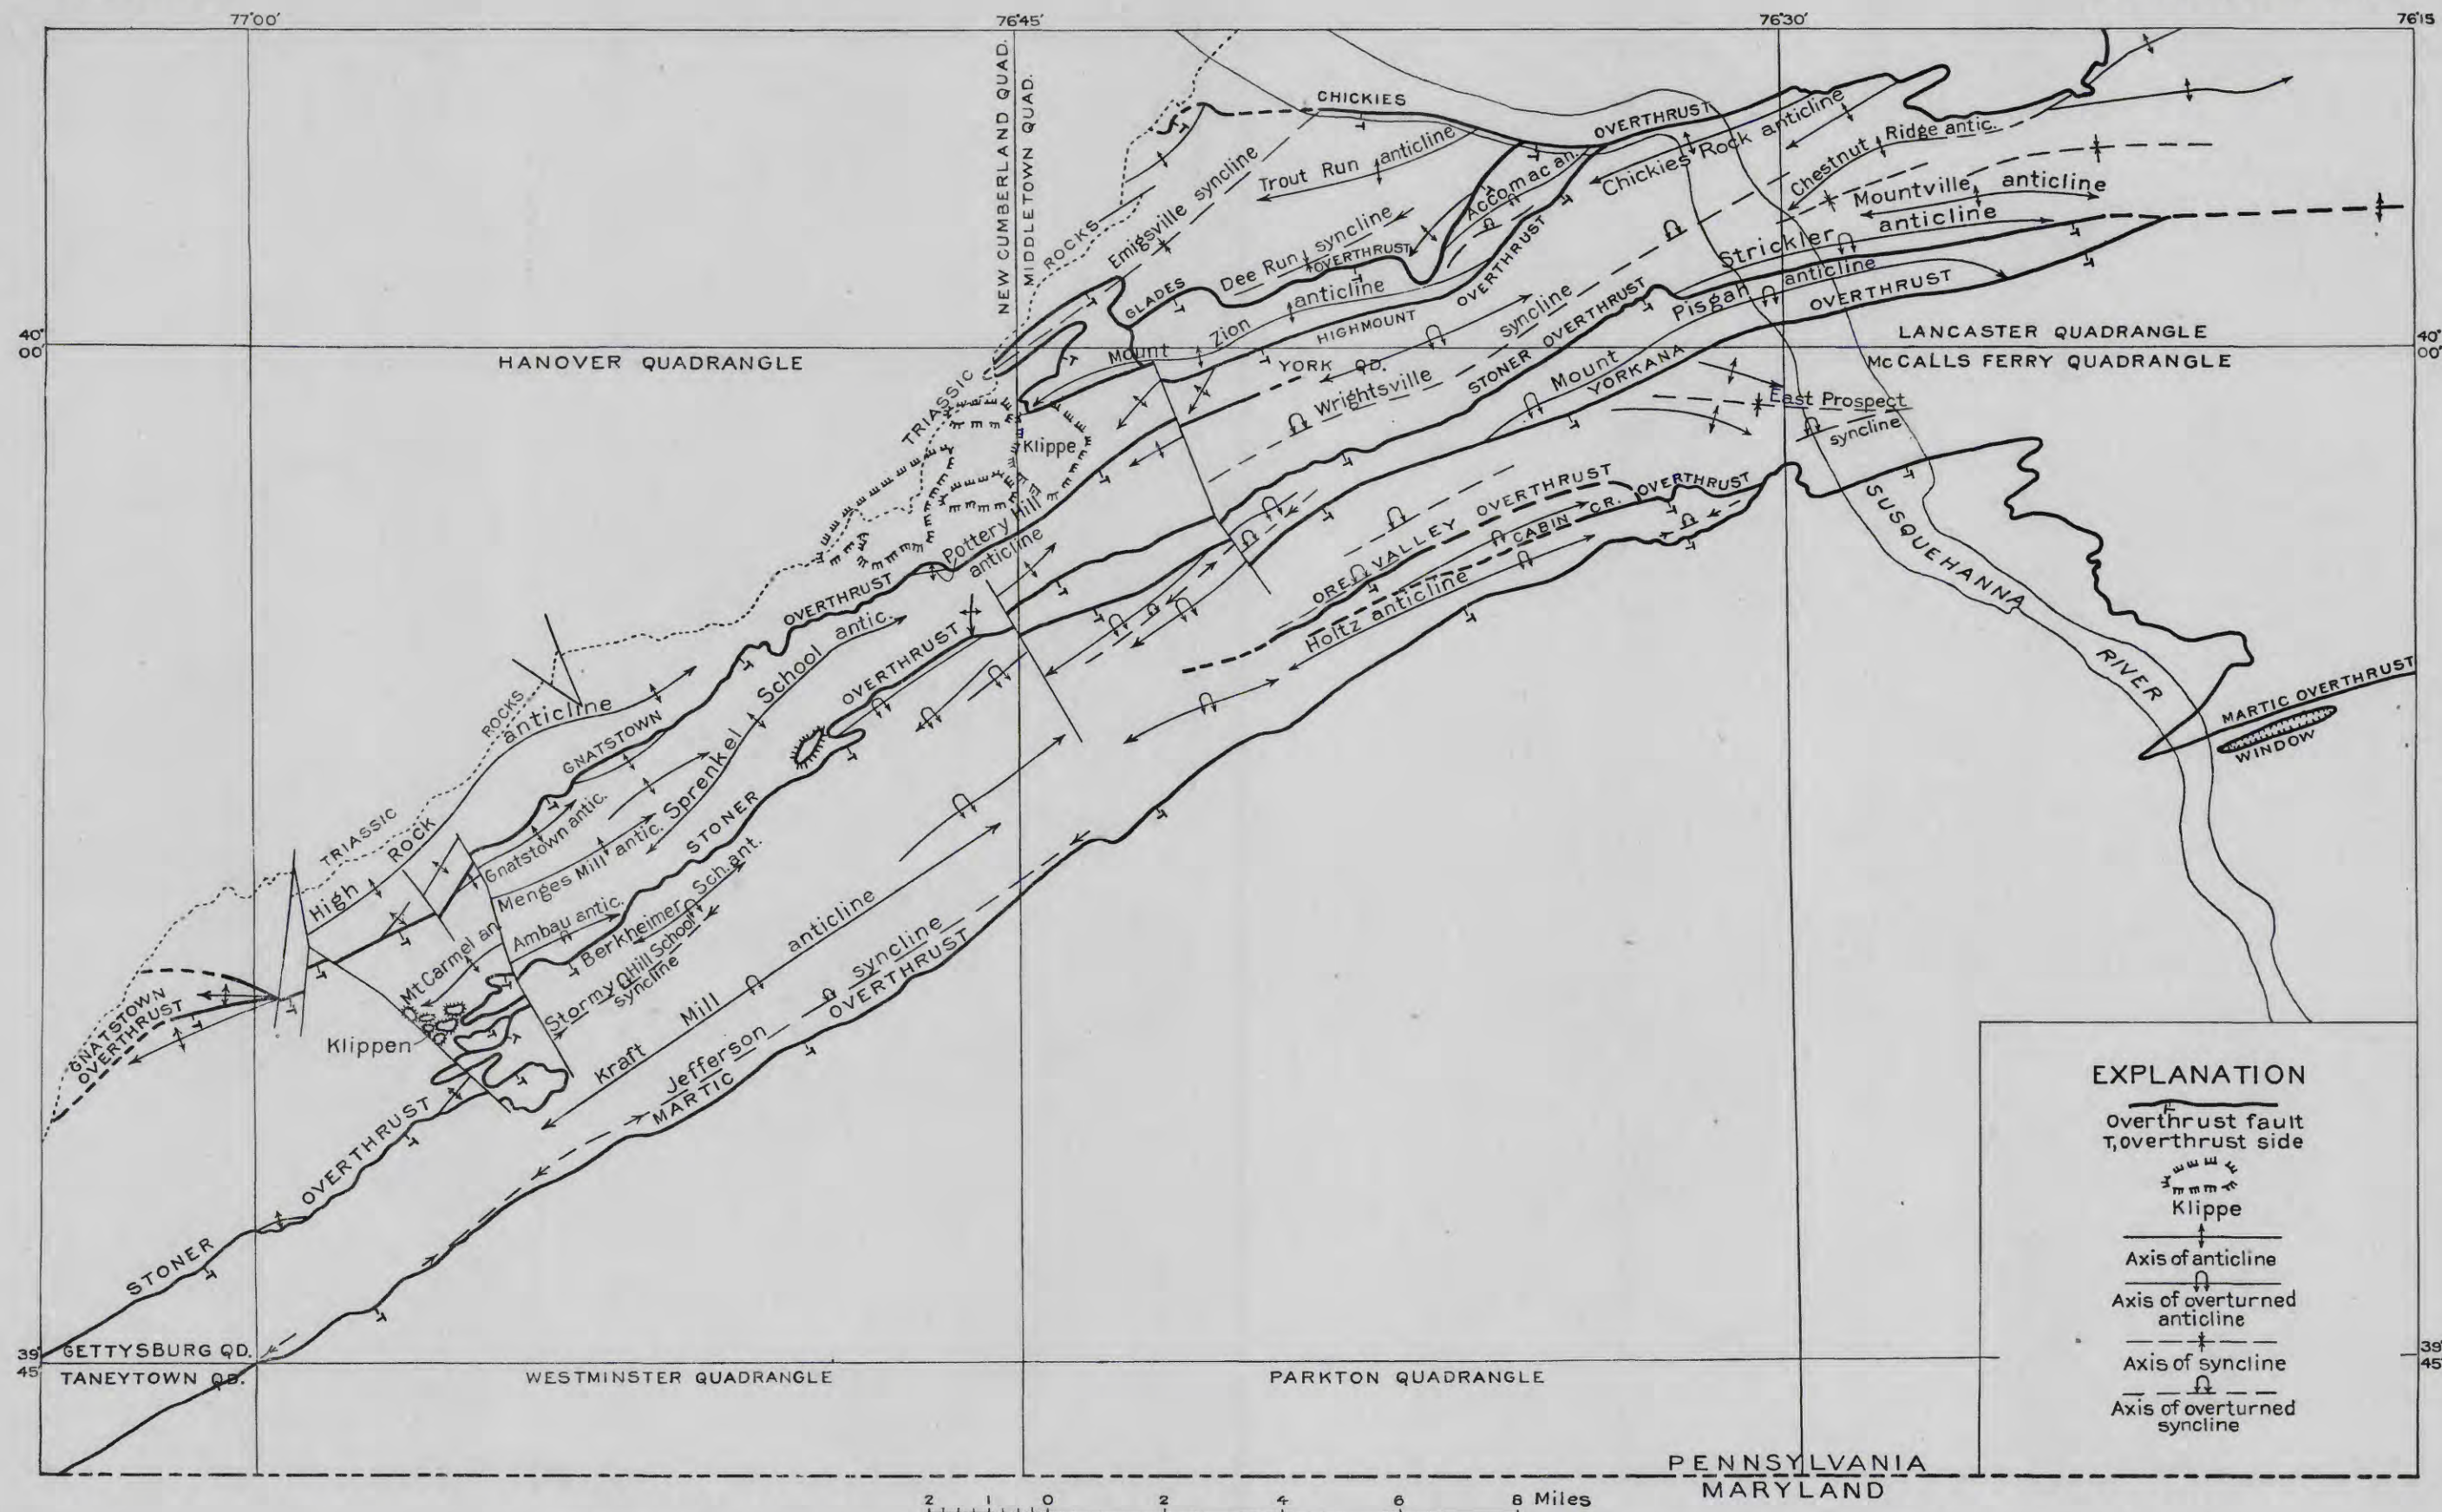 77°00'
76°45'
76°30'
76°15
NEW CUMBERLAND QUAD.
MIDDLETOWN QUAD.
CHICKIES
OVERTHRUST
Chickies Rock anticline
Chestnut Ridge antic.
Trout Run anticline
Emigsville syncline
Accomac an.
Mountville anticline
Strickler anticline
ROCKS
Dee Run syncline
GLADES OVERTHRUST
Mount Zion anticline
HIGHMOUNT OVERTHRUST
Mount Pisgah anticline
YORKANA OVERTHRUST
40°
00'
HANOVER QUADRANGLE
YORK QD.
LANCASTER QUADRANGLE
McCALLS FERRY QUADRANGLE
40°
00'
Wrightsville syncline
STONER OVERTHRUST
East Prospect
syncline
TRIASSIC
Klippe
Pottery Hill
anticline
ORE VALLEY OVERTHRUST
CABIN CR. OVERTHRUST
Holtz anticline
SUSQUEHANNA RIVER
MARTIC OVERTHRUST
WINDOW
GNATSTOWN OVERTHRUST
Sprenkel School antic.
STONER OVERTHRUST
ROCKS
TRIASSIC
High Rock anticline
Gnatstown antic.
Menges Mill antic.
Mt. Carmel an.
Ambau antic.
Berkheimer Sch. ant.
Stormy Hill School
syncline
Klippen
GNATSTOWN
OVERTHRUST
Kraft Mill anticline
Jefferson syncline
MARTIC OVERTHRUST
STONER OVERTHRUST
39°
45'
GETTYSBURG QD.
TANEYTOWN QD.
WESTMINSTER QUADRANGLE
PARKTON QUADRANGLE
39°
45'
EXPLANATION
Overthrust fault
T, overthrust side
Klippe
Axis of anticline
Axis of overturned
anticline
Axis of syncline
Axis of overturned
syncline
PENNSYLVANIA
MARYLAND
2 1 0 2 4 6 8 Miles